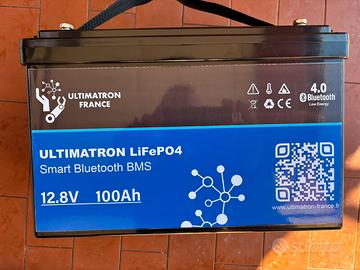 ULTIMATRON
FRANCE
4.0
Bluetooth
Low Energy
ULTIMATRON LiFePO4
Smart Bluetooth BMS
12.8V 100Ah
www.ultimatron-france.fr
subito